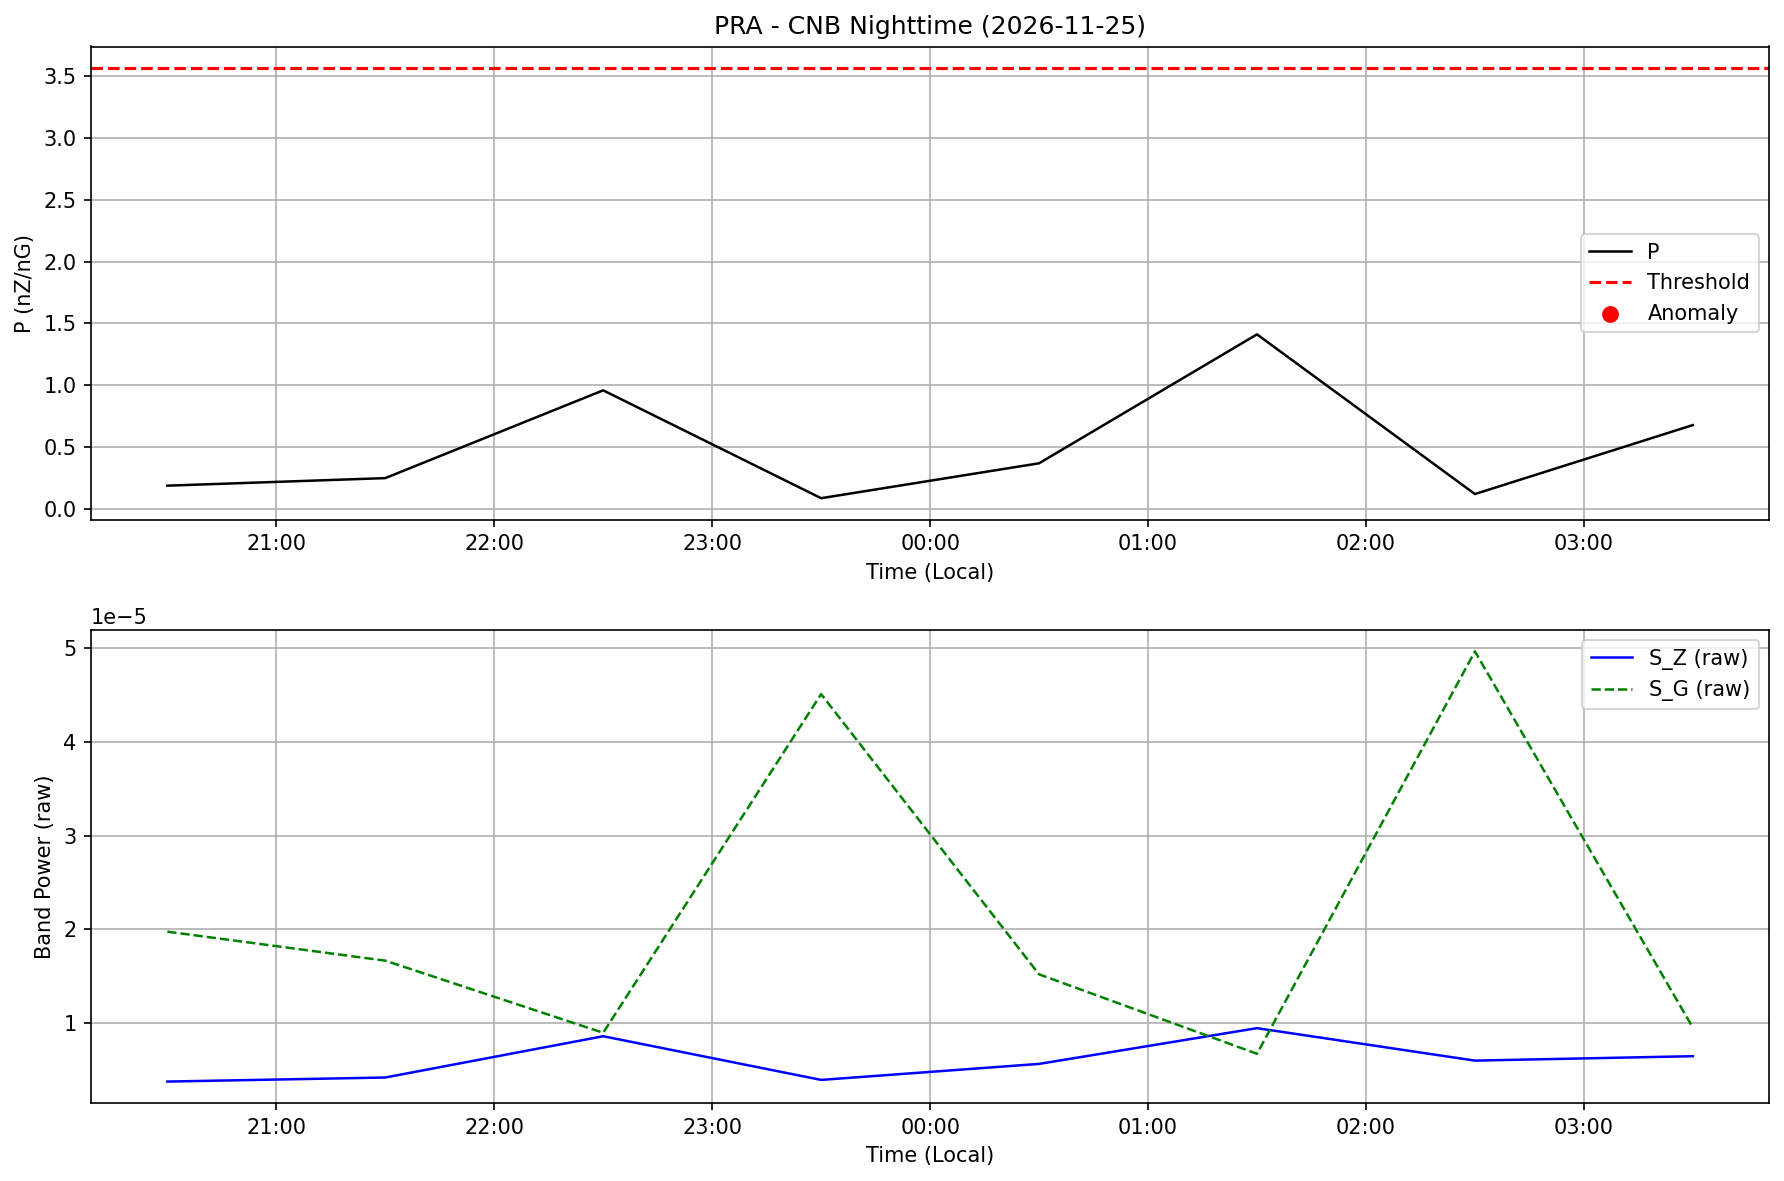 PRA - CNB Nighttime (2026-11-25)
P (nZ/nG)
3.5
3.0
2.5
2.0
1.5
1.0
0.5
0.0
P
Threshold
Anomaly
21:00 22:00 23:00 00:00 01:00 02:00 03:00
Time (Local)
1e−5
Band Power (raw)
5
4
3
2
1
S_Z (raw)
S_G (raw)
21:00 22:00 23:00 00:00 01:00 02:00 03:00
Time (Local)